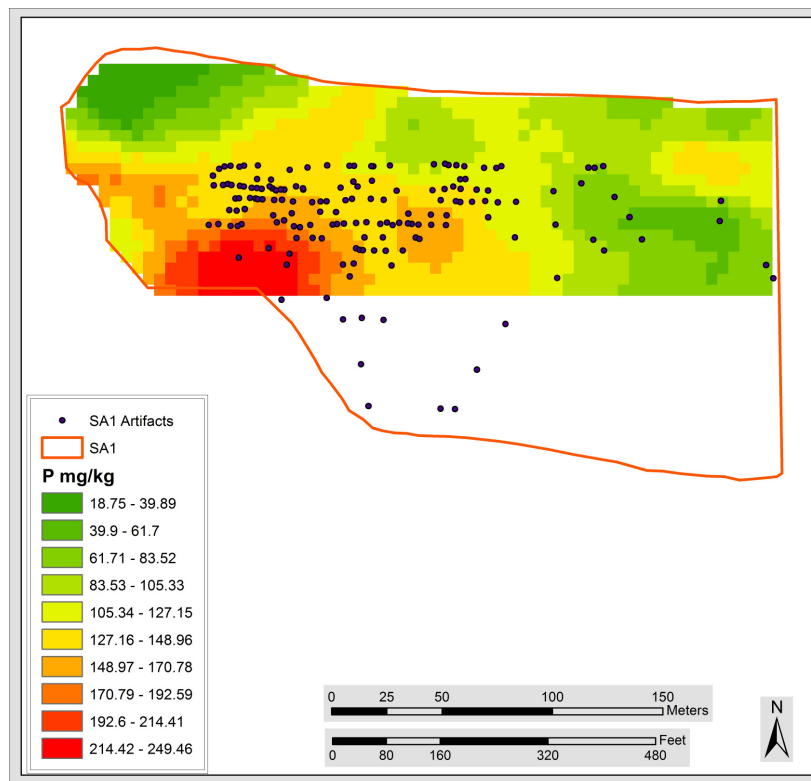 SA1 Artifacts
SA1
P mg/kg
18.75 - 39.89
39.9 - 61.7
61.71 - 83.52
83.53 - 105.33
105.34 - 127.15
127.16 - 148.96
148.97 - 170.78
170.79 - 192.59
192.6 - 214.41
214.42 - 249.46
0 25 50 100 150
Meters
Feet
0 80 160 320 480
N